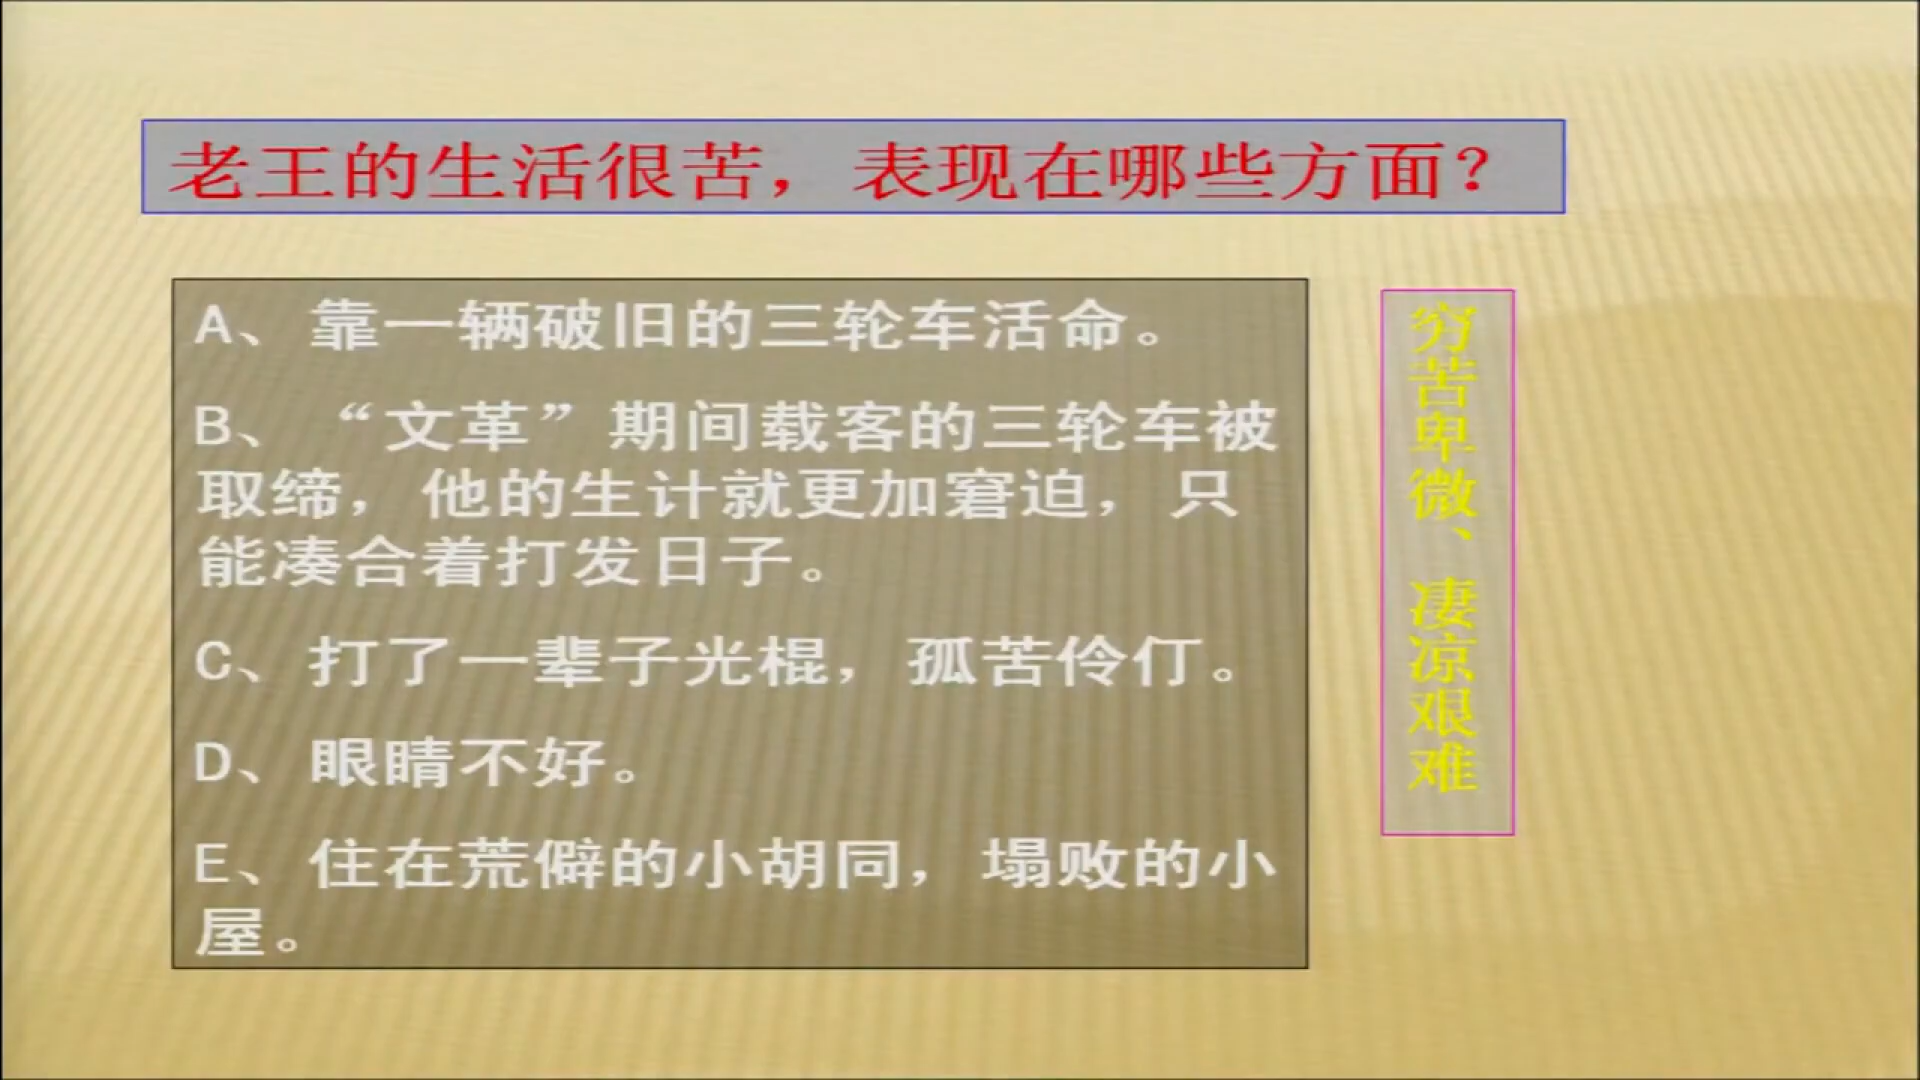 老王的生活很苦，表现在哪些方面？
A、靠一辆破旧的三轮车活命。
B、“文革”期间载客的三轮车被
取缔，他的生计就更加窘迫，只
能凑合着打发日子。
C、打了一辈子光棍，孤苦伶仃。
D、眼睛不好。
E、住在荒僻的小胡同，塌败的小
屋。
穷苦卑微、凄凉艰难